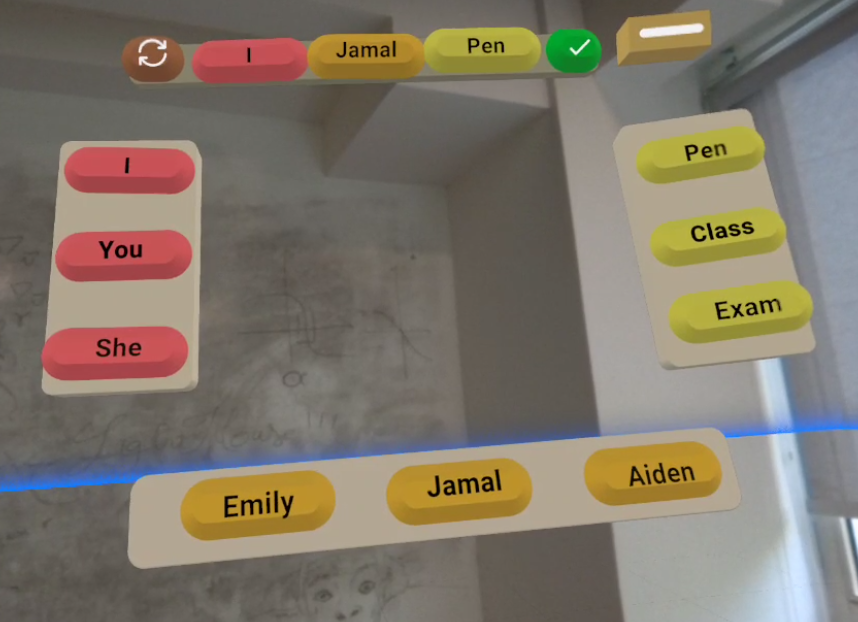 I Jamal Pen
I
You
She
Pen
Class
Exam
Emily Jamal Aiden